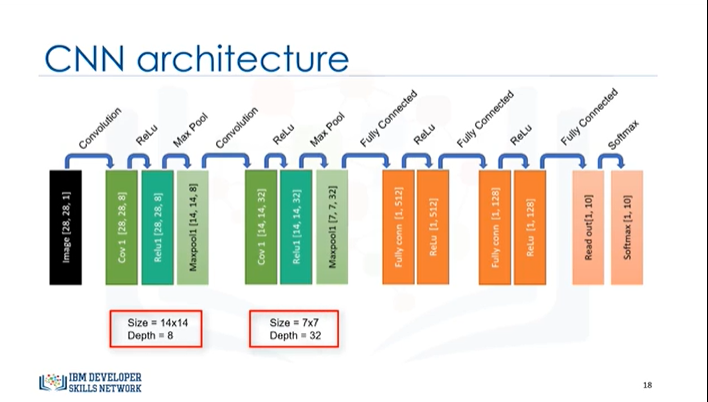 CNN architecture
Convolution
ReLu
Max Pool
Convolution
ReLu
Max Pool
Fully Connected
ReLu
Fully Connected
ReLu
Fully Connected
Softmax
Image [28, 28, 1]
Cov 1 [28, 28, 8]
Relu1 [28, 28, 8]
Maxpool1 [14, 14, 8]
Cov 1 [14, 14, 32]
Relu1 [14, 14, 32]
Maxpool1 [7, 7, 32]
Fully conn [1, 512]
ReLu [1, 512]
Fully conn [1, 128]
ReLu [1, 128]
Read out[1, 10]
Softmax [1, 10]
Size = 14x14
Depth = 8
Size = 7x7
Depth = 32
IBM DEVELOPER
SKILLS NETWORK
18